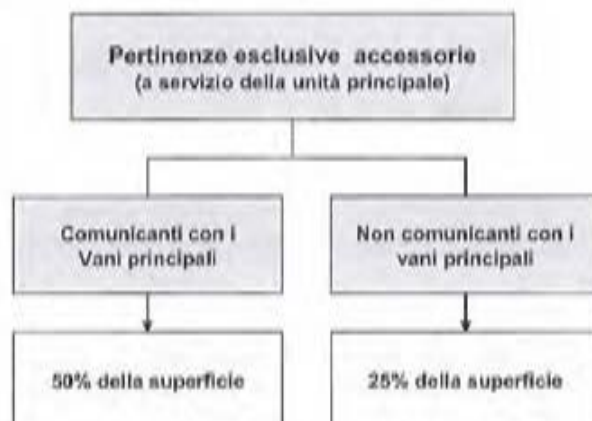 Pertinenze esclusive accessorie
(a servizio della unità principale)
Comunicanti con i
Vani principali
Non comunicanti con i
vani principali
50% della superficie
25% della superficie